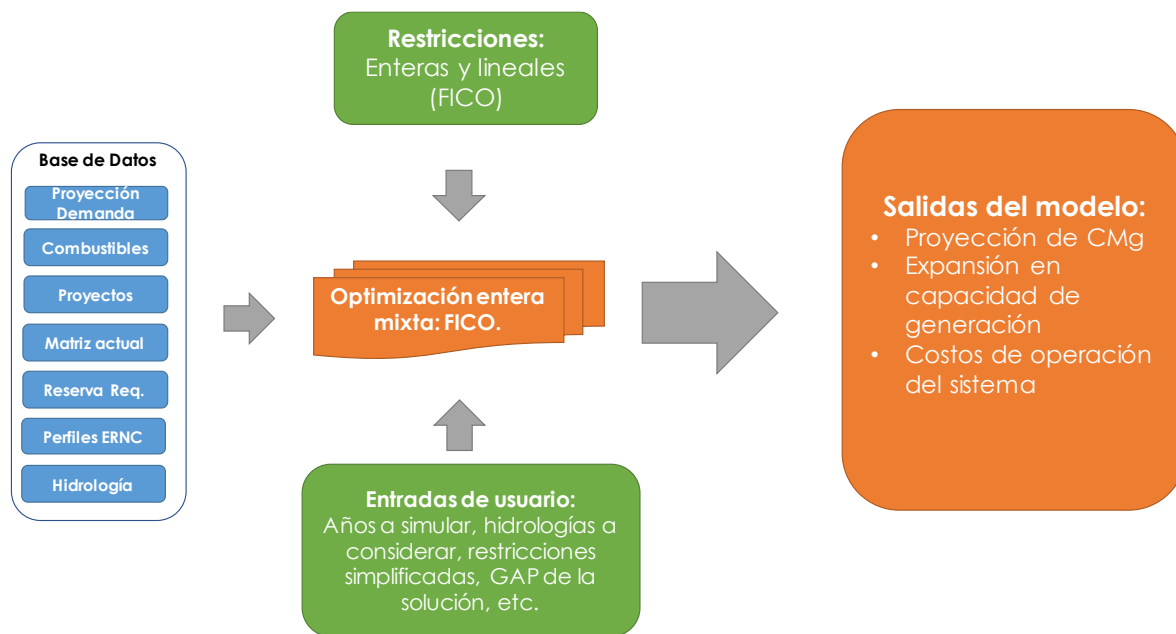 Restricciones:
Enteras y lineales
(FICO)
Base de Datos
Proyección
Demanda
Combustibles
Proyectos
Matriz actual
Reserva Req.
Perfiles ERNC
Hidrología
Optimización entera
mixta: FICO.
Entradas de usuario:
Años a simular, hidrologías a
considerar, restricciones
simplificadas, GAP de la
solución, etc.
Salidas del modelo:
• Proyección de CMg
• Expansión en
capacidad de
generación
• Costos de operación
del sistema